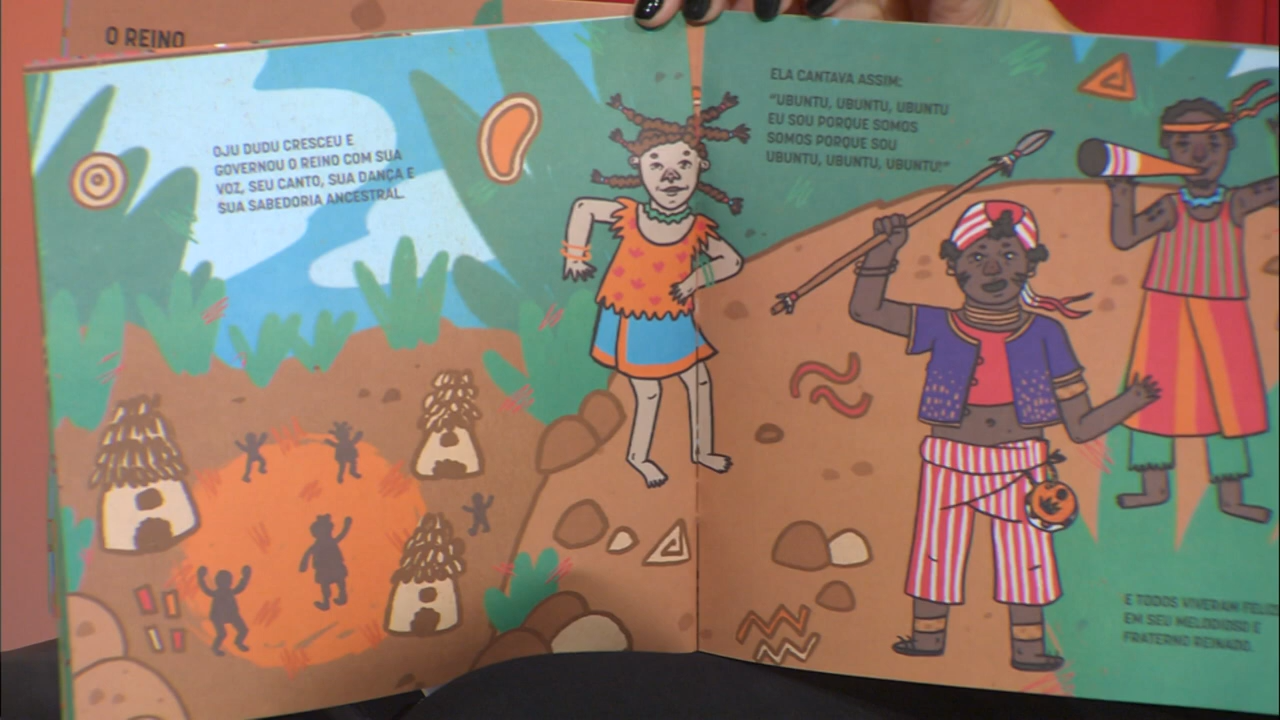 O REINO
OJU DUDU CRESCEU E
GOVERNOU O REINO COM SUA
VOZ, SEU CANTO, SUA DANÇA E
SUA SABEDORIA ANCESTRAL.
ELA CANTAVA ASSIM:
"UBUNTU, UBUNTU, UBUNTU
EU SOU PORQUE SOMOS
SOMOS PORQUE SOU
UBUNTU, UBUNTU, UBUNTU!"
E TODOS VIVERAM
EM SEU MELODIOSO E
FRATERNO REINADO.